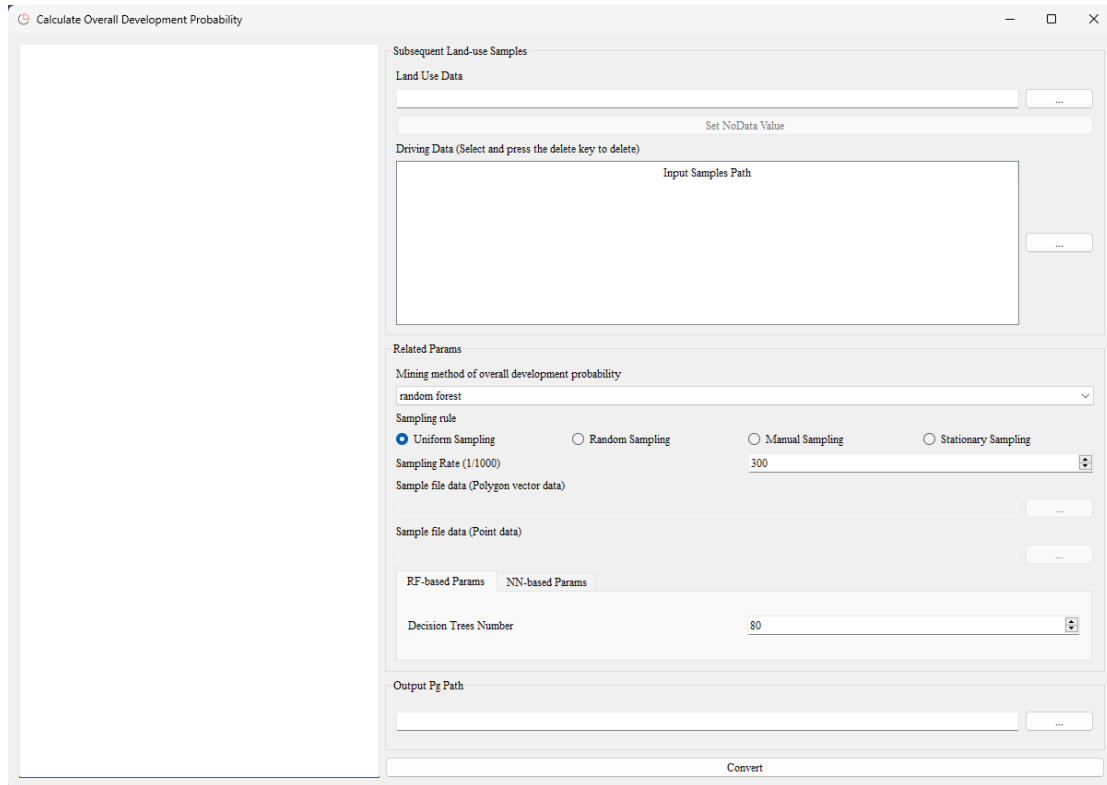 Calculate Overall Development Probability
Subsequent Land-use Samples
Land Use Data
...
Set NoData Value
Driving Data (Select and press the delete key to delete)
Input Samples Path
...
Related Params
Mining method of overall development probability
random forest
Sampling rule
Uniform Sampling Random Sampling Manual Sampling Stationary Sampling
Sampling Rate (1/1000) 300
Sample file data (Polygon vector data)
...
Sample file data (Point data)
...
RF-based Params NN-based Params
Decision Trees Number 80
Output Pg Path
...
Convert